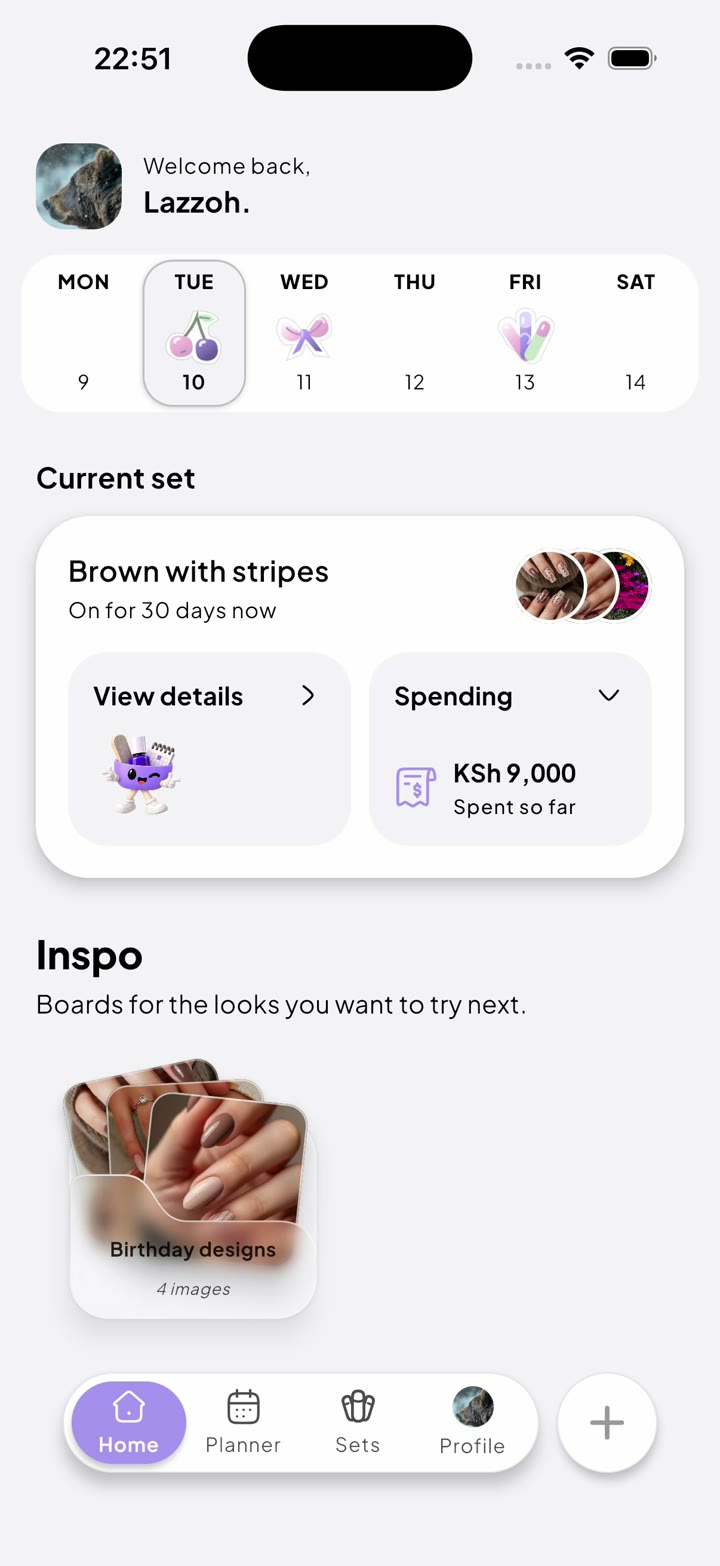 22:51
Welcome back,
Lazzoh.
MON TUE WED THU FRI SAT
9 10 11 12 13 14
Current set
Brown with stripes
On for 30 days now
View details
Spending
KSh 9,000
Spent so far
Inspo
Boards for the looks you want to try next.
Birthday designs
4 images
Home Planner Sets Profile